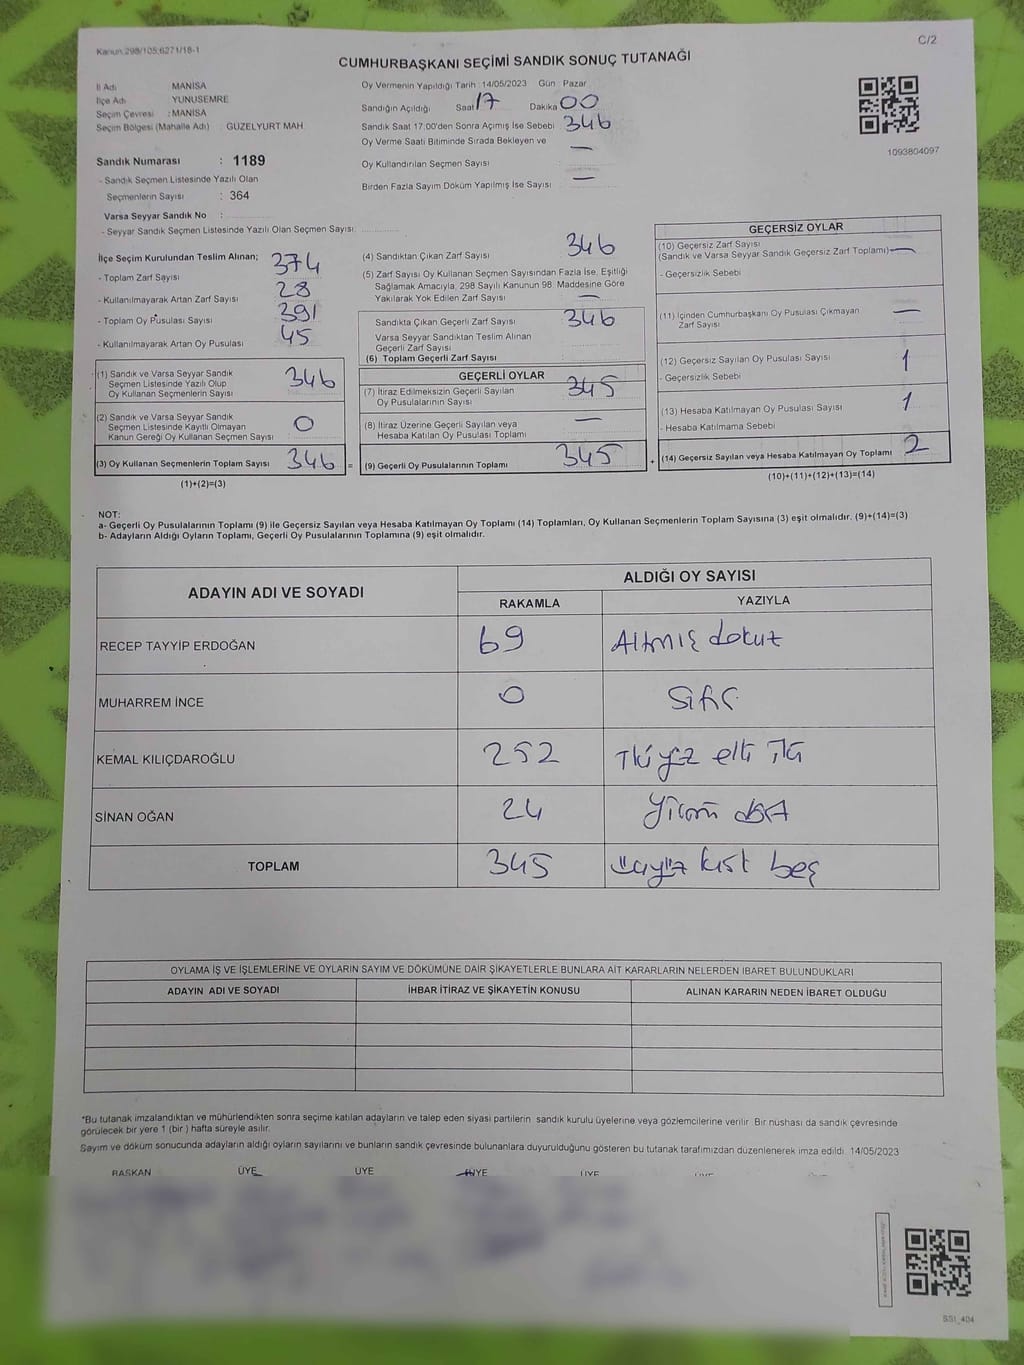 Kanun:298/105;6271/18-1
C/2
CUMHURBAŞKANI SEÇİMİ SANDIK SONUÇ TUTANAĞI
İl Adı MANİSA
İlçe Adı YUNUSEMRE
Seçim Çevresi : MANİSA
Seçim Bölgesi (Mahalle Adı) : GÜZELYURT MAH
Sandık Numarası : 1189
- Sandık Seçmen Listesinde Yazılı Olan
Seçmenlerin Sayısı : 364
Varsa Seyyar Sandık No :
- Seyyar Sandık Seçmen Listesinde Yazılı Olan Seçmen Sayısı:
Oy Vermenin Yapıldığı Tarih : 14/05/2023 Gün Pazar
Sandığın Açıldığı Saat 17 Dakika 00
Sandık Saat 17:00'den Sonra Açımış İse Sebebi 346
Oy Verme Saati Bitiminde Sırada Bekleyen ve —
Oy Kullandırılan Seçmen Sayısı
Birden Fazla Sayım Döküm Yapılmış İse Sayısı —
1093804097
İlçe Seçim Kurulundan Teslim Alınan;
- Toplam Zarf Sayısı 374
- Kullanılmayarak Artan Zarf Sayısı 28
- Toplam Oy Pusulası Sayısı 391
- Kullanılmayarak Artan Oy Pusulası 45
(1) Sandık ve Varsa Seyyar Sandık
Seçmen Listesinde Yazılı Olup
Oy Kullanan Seçmenlerin Sayısı 346
(2) Sandık ve Varsa Seyyar Sandık
Seçmen Listesinde Kayıtlı Olmayan
Kanun Gereği Oy Kullanan Seçmen Sayısı 0
(3) Oy Kullanan Seçmenlerin Toplam Sayısı 346 =
(1)+(2)=(3)
(4) Sandıktan Çıkan Zarf Sayısı 346
(5) Zarf Sayısı Oy Kullanan Seçmen Sayısından Fazla İse, Eşitliği
Sağlamak Amacıyla, 298 Sayılı Kanunun 98. Maddesine Göre
Yakılarak Yok Edilen Zarf Sayısı —
Sandıkta Çıkan Geçerli Zarf Sayısı 346
Varsa Seyyar Sandıktan Teslim Alınan
Geçerli Zarf Sayısı
(6) Toplam Geçerli Zarf Sayısı
GEÇERLİ OYLAR
(7) İtiraz Edilmeksizin Geçerli Sayılan
Oy Pusulalarının Sayısı 345
(8) İtiraz Üzerine Geçerli Sayılan veya
Hesaba Katılan Oy Pusulaları Toplamı —
(9) Geçerli Oy Pusulalarının Toplamı 345 +
GEÇERSİZ OYLAR
(10) Geçersiz Zarf Sayısı
(Sandık ve Varsa Seyyar Sandık Geçersiz Zarf Toplamı) —
- Geçersizlik Sebebi
(11) İçinden Cumhurbaşkanı Oy Pusulası Çıkmayan
Zarf Sayısı —
(12) Geçersiz Sayılan Oy Pusulası Sayısı 1
- Geçersizlik Sebebi
(13) Hesaba Katılmayan Oy Pusulası Sayısı 1
- Hesaba Katılmama Sebebi
(14) Geçersiz Sayılan veya Hesaba Katılmayan Oy Toplamı 2
(10)+(11)+(12)+(13)=(14)
NOT:
a- Geçerli Oy Pusulalarının Toplamı (9) ile Geçersiz Sayılan veya Hesaba Katılmayan Oy Toplamı (14) Toplamları, Oy Kullanan Seçmenlerin Toplam Sayısına (3) eşit olmalıdır. (9)+(14)=(3)
b- Adayların Aldığı Oyların Toplamı, Geçerli Oy Pusulalarının Toplamına (9) eşit olmalıdır.
ADAYIN ADI VE SOYADI ALDIĞI OY SAYISI
RAKAMLA YAZIYLA
RECEP TAYYİP ERDOĞAN 69 Altmış dokuz
MUHARREM İNCE 0 Sıfır
KEMAL KILIÇDAROĞLU 252 İkiyüz elli iki
SİNAN OĞAN 24 Yirmi dört
TOPLAM 345 üçyüz kırk beş
OYLAMA İŞ VE İŞLEMLERİNE VE OYLARIN SAYIM VE DÖKÜMÜNE DAİR ŞİKAYETLERLE BUNLARA AİT KARARLARIN NELERDEN İBARET BULUNDUKLARI
ADAYIN ADI VE SOYADI İHBAR İTİRAZ VE ŞİKAYETİN KONUSU ALINAN KARARIN NEDEN İBARET OLDUĞU
*Bu tutanak imzalandıktan ve mühürlendikten sonra seçime katılan adayların ve talep eden siyasi partilerin sandık kurulu üyelerine veya gözlemcilerine verilir. Bir nüshası da sandık çevresinde
görülecek bir yere 1 (bir) hafta süreyle asılır.
Sayım ve döküm sonucunda adayların aldığı oyların sayılarını ve bunların sandık çevresinde bulunanlara duyurulduğunu gösteren bu tutanak tarafımızdan düzenlenerek imza edildi. 14/05/2023
BAŞKAN ÜYE ÜYE ÜYE ÜYE
SSI_404